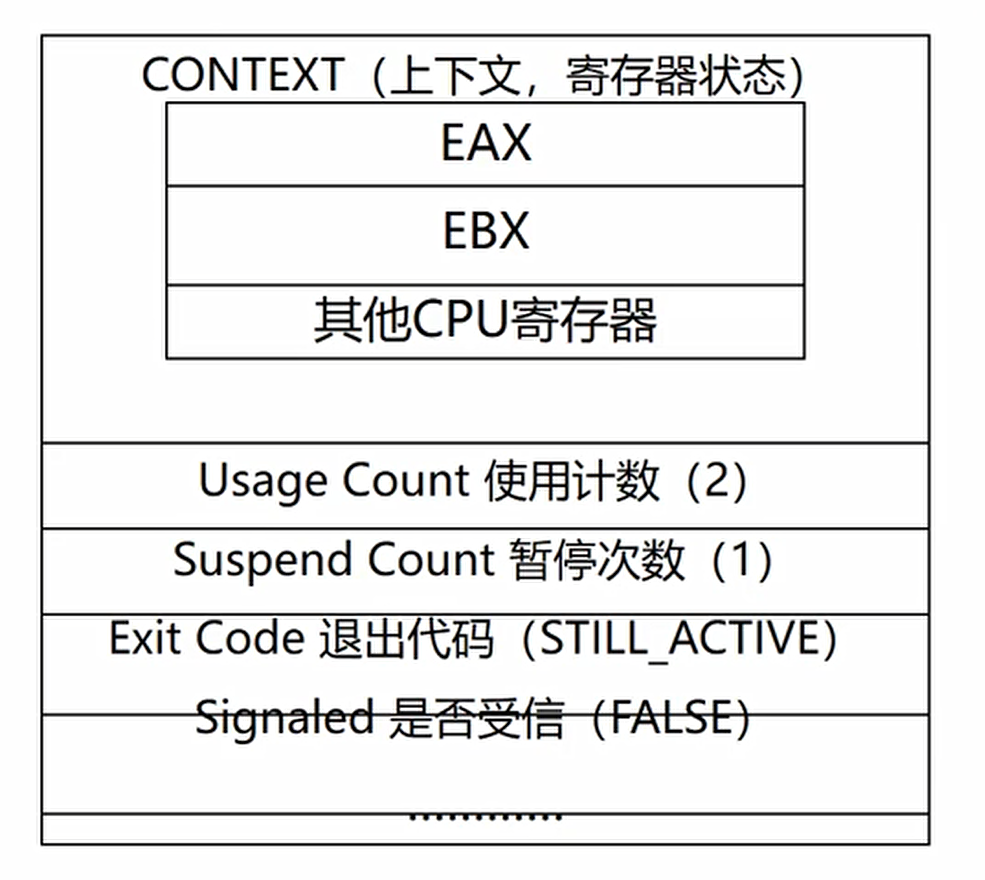 CONTEXT（上下文，寄存器状态）
EAX
EBX
其他CPU寄存器
Usage Count 使用计数（2）
Suspend Count 暂停次数（1）
Exit Code 退出代码（STILL_ACTIVE）
Signaled 是否受信（FALSE）
............